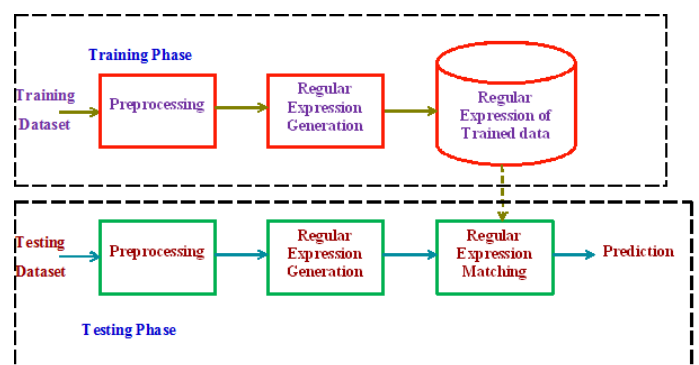 Training Phase
Training
Dataset
Preprocessing
Regular
Expression
Generation
Regular
Expression of
Trained data
Testing
Dataset
Preprocessing
Regular
Expression
Generation
Regular
Expression
Matching
Prediction
Testing Phase